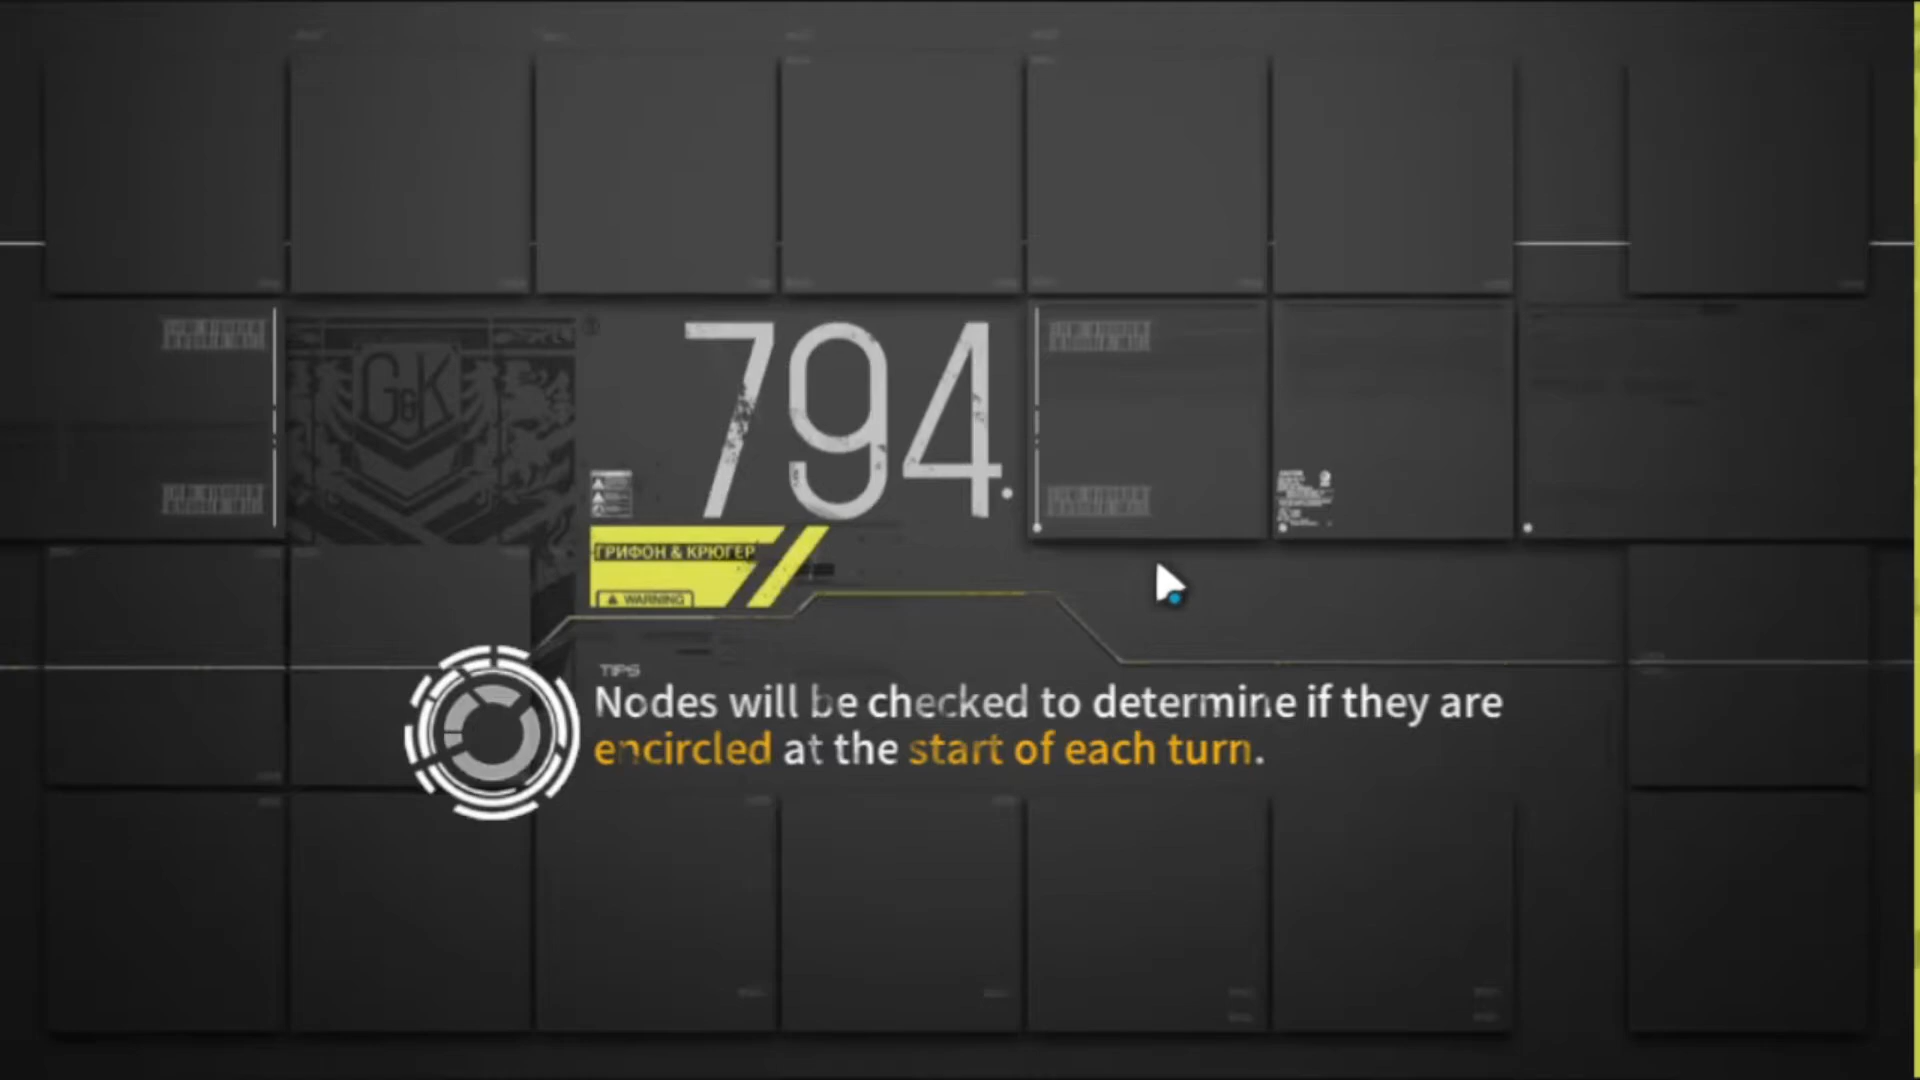 G&K
794.
ГРИФОН & КРЮГЕР
WARNING
TIPS
Nodes will be checked to determine if they are
encircled at the start of each turn.